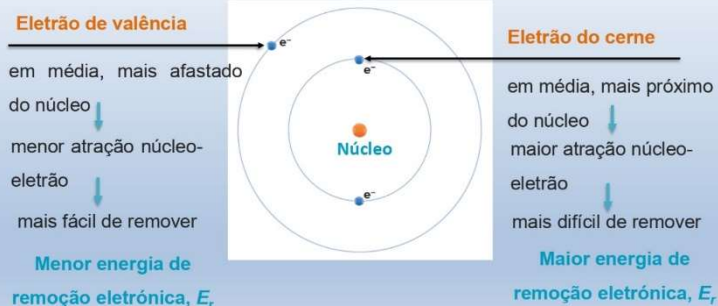 Eletrão de valência
em média, mais afastado
do núcleo
menor atração núcleo-
eletrão
mais fácil de remover
Menor energia de
remoção eletrónica, Er
e⁻
e⁻
Núcleo
e⁻
Eletrão do cerne
em média, mais próximo
do núcleo
maior atração núcleo-
eletrão
mais difícil de remover
Maior energia de
remoção eletrónica, Er